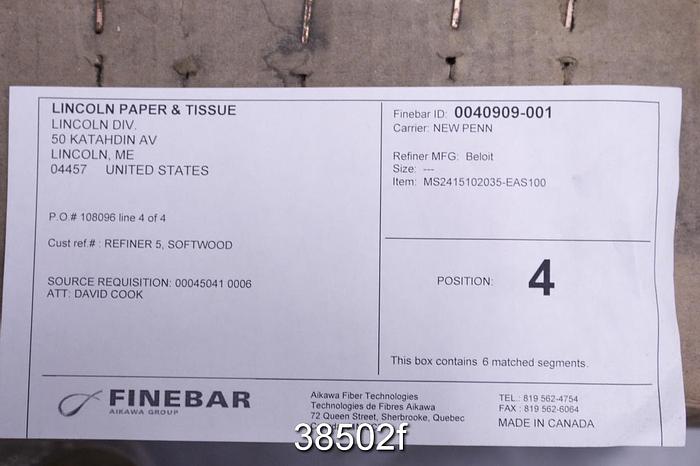 LINCOLN PAPER & TISSUE
LINCOLN DIV.
50 KATAHDIN AV
LINCOLN, ME
04457 UNITED STATES
P.O # 108096 line 4 of 4
Cust ref.# : REFINER 5, SOFTWOOD
SOURCE REQUISITION: 00045041 0006
ATT: DAVID COOK
Finebar ID: 0040909-001
Carrier: NEW PENN
Refiner MFG: Beloit
Size: ---
Item: MS2415102035-EAS100
POSITION: 4
This box contains 6 matched segments.
FINEBAR
AIKAWA GROUP
Aikawa Fiber Technologies
Technologies de Fibres Aikawa
72 Queen Street, Sherbrooke, Quebec
TEL.: 819 562-4754
FAX : 819 562-6064
MADE IN CANADA
38502f